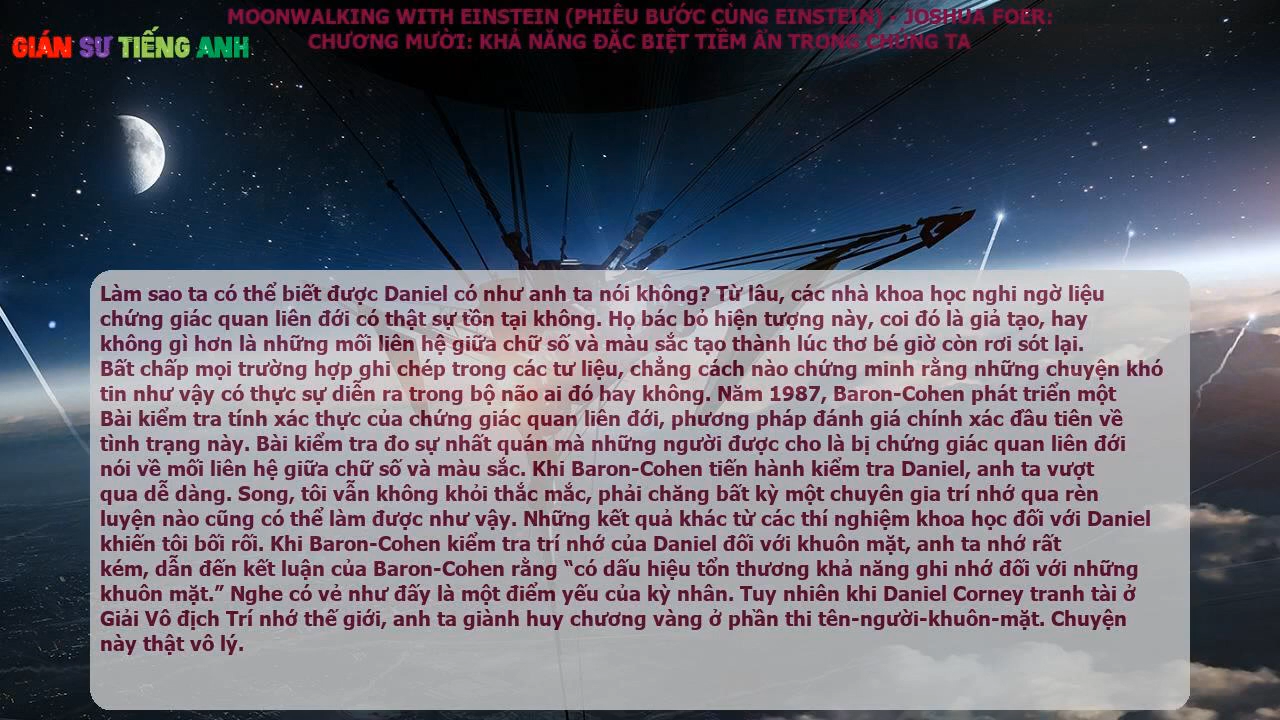 MOONWALKING WITH EINSTEIN (PHIÊU BƯỚC CÙNG EINSTEIN) - JOSHUA FOER:
CHƯƠNG MƯỜI: KHẢ NĂNG ĐẶC BIỆT TIỀM ẨN TRONG CHÚNG TA
GIÁN SƯ TIẾNG ANH
Làm sao ta có thể biết được Daniel có như anh ta nói không? Từ lâu, các nhà khoa học nghi ngờ liệu
chứng giác quan liên đới có thật sự tồn tại không. Họ bác bỏ hiện tượng này, coi đó là giả tạo, hay
không gì hơn là những mối liên hệ giữa chữ số và màu sắc tạo thành lúc thơ bé giờ còn rơi sót lại.
Bất chấp mọi trường hợp ghi chép trong các tư liệu, chẳng cách nào chứng minh rằng những chuyện khó
tin như vậy có thực sự diễn ra trong bộ não ai đó hay không. Năm 1987, Baron-Cohen phát triển một
Bài kiểm tra tính xác thực của chứng giác quan liên đới, phương pháp đánh giá chính xác đầu tiên về
tình trạng này. Bài kiểm tra đo sự nhất quán mà những người được cho là bị chứng giác quan liên đới
nói về mối liên hệ giữa chữ số và màu sắc. Khi Baron-Cohen tiến hành kiểm tra Daniel, anh ta vượt
qua dễ dàng. Song, tôi vẫn không khỏi thắc mắc, phải chăng bất kỳ một chuyên gia trí nhớ qua rèn
luyện nào cũng có thể làm được như vậy. Những kết quả khác từ các thí nghiệm khoa học đối với Daniel
khiến tôi bối rối. Khi Baron-Cohen kiểm tra trí nhớ của Daniel đối với khuôn mặt, anh ta nhớ rất
kém, dẫn đến kết luận của Baron-Cohen rằng “có dấu hiệu tổn thương khả năng ghi nhớ đối với những
khuôn mặt.” Nghe có vẻ như đấy là một điểm yếu của kỳ nhân. Tuy nhiên khi Daniel Corney tranh tài ở
Giải Vô địch Trí nhớ thế giới, anh ta giành huy chương vàng ở phần thi tên-người-khuôn-mặt. Chuyện
này thật vô lý.